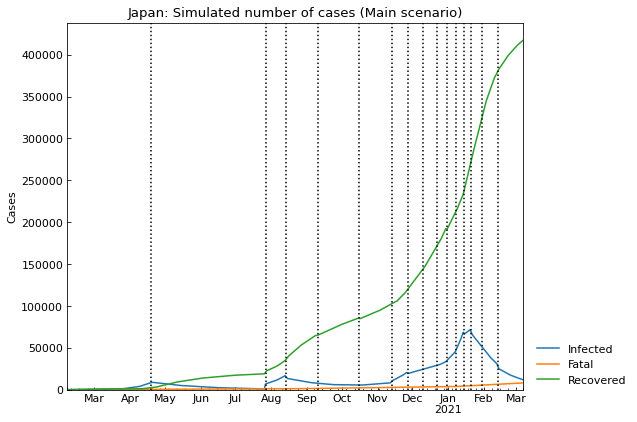 Japan: Simulated number of cases (Main scenario)
400000
350000
300000
250000
200000
150000
100000
50000
0
Cases
Mar Apr May Jun Jul Aug Sep Oct Nov Dec Jan Feb Mar
2021
Infected
Fatal
Recovered